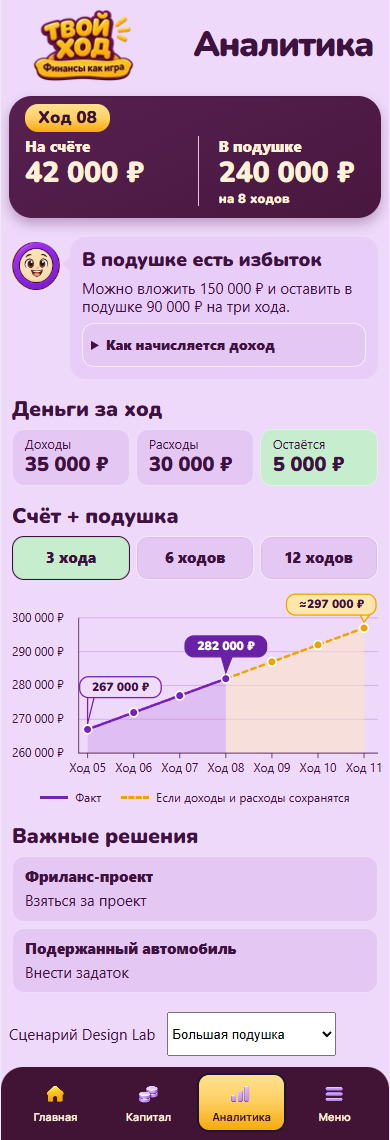 ТВОЙ
ХОД
Финансы как игра
Аналитика
Ход 08
На счёте
42 000 ₽
В подушке
240 000 ₽
на 8 ходов
В подушке есть избыток
Можно вложить 150 000 ₽ и оставить в
подушке 90 000 ₽ на три хода.
Как начисляется доход
Деньги за ход
Доходы
35 000 ₽
Расходы
30 000 ₽
Остаётся
5 000 ₽
Счёт + подушка
3 хода
6 ходов
12 ходов
≈297 000 ₽
300 000 ₽
282 000 ₽
290 000 ₽
267 000 ₽
280 000 ₽
270 000 ₽
260 000 ₽
Ход 05 Ход 06 Ход 07 Ход 08 Ход 09 Ход 10 Ход 11
Факт
Если доходы и расходы сохранятся
Важные решения
Фриланс-проект
Взяться за проект
Подержанный автомобиль
Внести задаток
Сценарий Design Lab
Большая подушка
Главная
Капитал
Аналитика
Меню